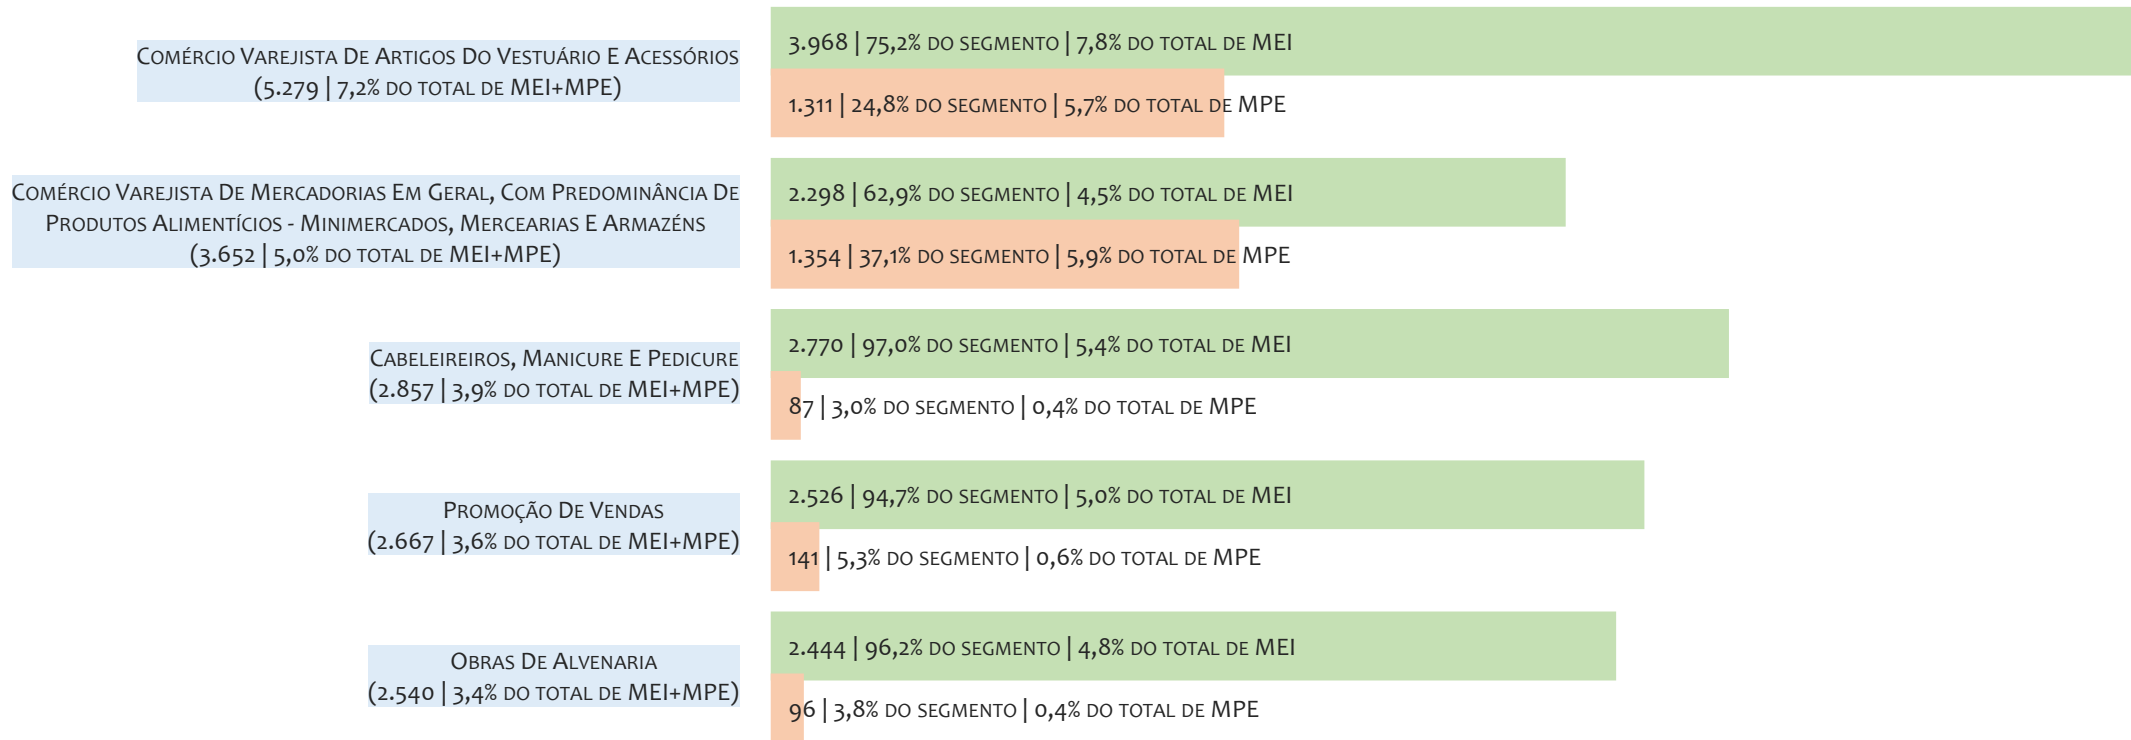 Comércio Varejista De Artigos Do Vestuário E Acessórios
(5.279 | 7,2% do total de MEI+MPE)
3.968 | 75,2% do segmento | 7,8% do total de MEI
1.311 | 24,8% do segmento | 5,7% do total de MPE
Comércio Varejista De Mercadorias Em Geral, Com Predominância De
Produtos Alimentícios - Minimercados, Mercearias E Armazéns
(3.652 | 5,0% do total de MEI+MPE)
2.298 | 62,9% do segmento | 4,5% do total de MEI
1.354 | 37,1% do segmento | 5,9% do total de MPE
Cabeleireiros, Manicure E Pedicure
(2.857 | 3,9% do total de MEI+MPE)
2.770 | 97,0% do segmento | 5,4% do total de MEI
87 | 3,0% do segmento | 0,4% do total de MPE
Promoção De Vendas
(2.667 | 3,6% do total de MEI+MPE)
2.526 | 94,7% do segmento | 5,0% do total de MEI
141 | 5,3% do segmento | 0,6% do total de MPE
Obras De Alvenaria
(2.540 | 3,4% do total de MEI+MPE)
2.444 | 96,2% do segmento | 4,8% do total de MEI
96 | 3,8% do segmento | 0,4% do total de MPE